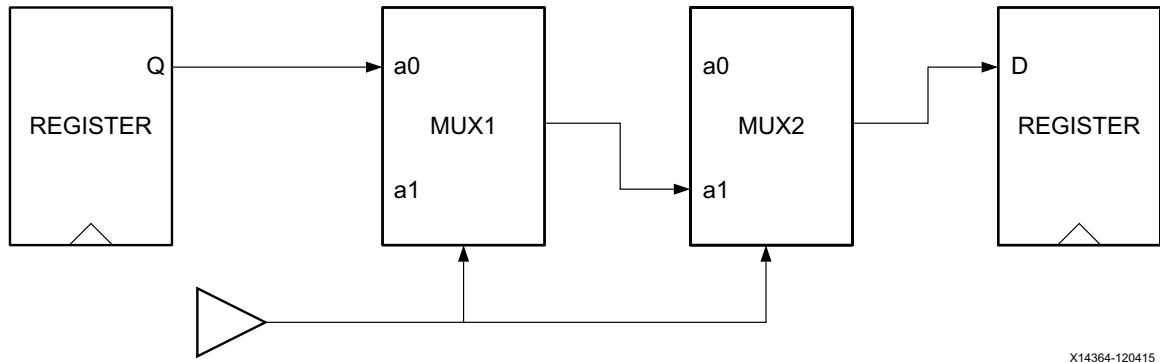 Q
REGISTER
a0
MUX1
a1
a0
MUX2
a1
D
REGISTER
X14364-120415